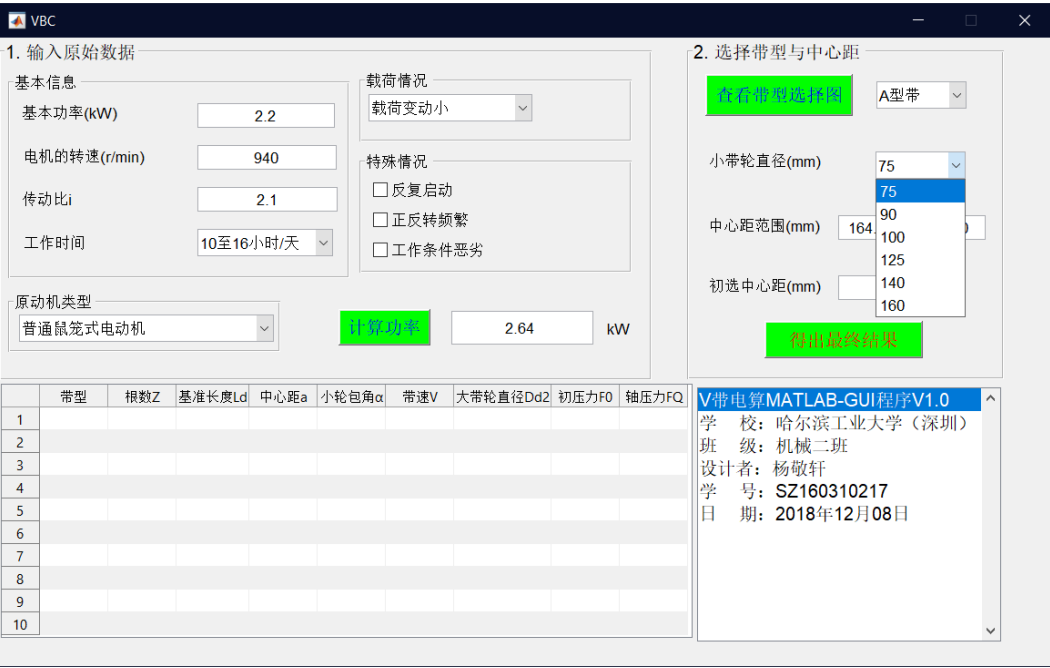 VBC
1. 输入原始数据
基本信息
基本功率(kW)
2.2
电机的转速(r/min)
940
传动比i
2.1
工作时间
10至16小时/天
载荷情况
载荷变动小
特殊情况
反复启动
正反转频繁
工作条件恶劣
原动机类型
普通鼠笼式电动机
计算功率
2.64
kW
2. 选择带型与中心距
查看带型选择图
A型带
小带轮直径(mm)
75
75
90
100
125
140
160
中心距范围(mm)
164.
初选中心距(mm)
得出最终结果
带型 根数Z 基准长度Ld 中心距a 小轮包角α 带速V 大带轮直径Dd2 初压力F0 轴压力FQ
1
2
3
4
5
6
7
8
9
10
V带电算MATLAB-GUI程序V1.0
学 校：哈尔滨工业大学（深圳）
班 级：机械二班
设计者：杨敬轩
学 号：SZ160310217
日 期：2018年12月08日